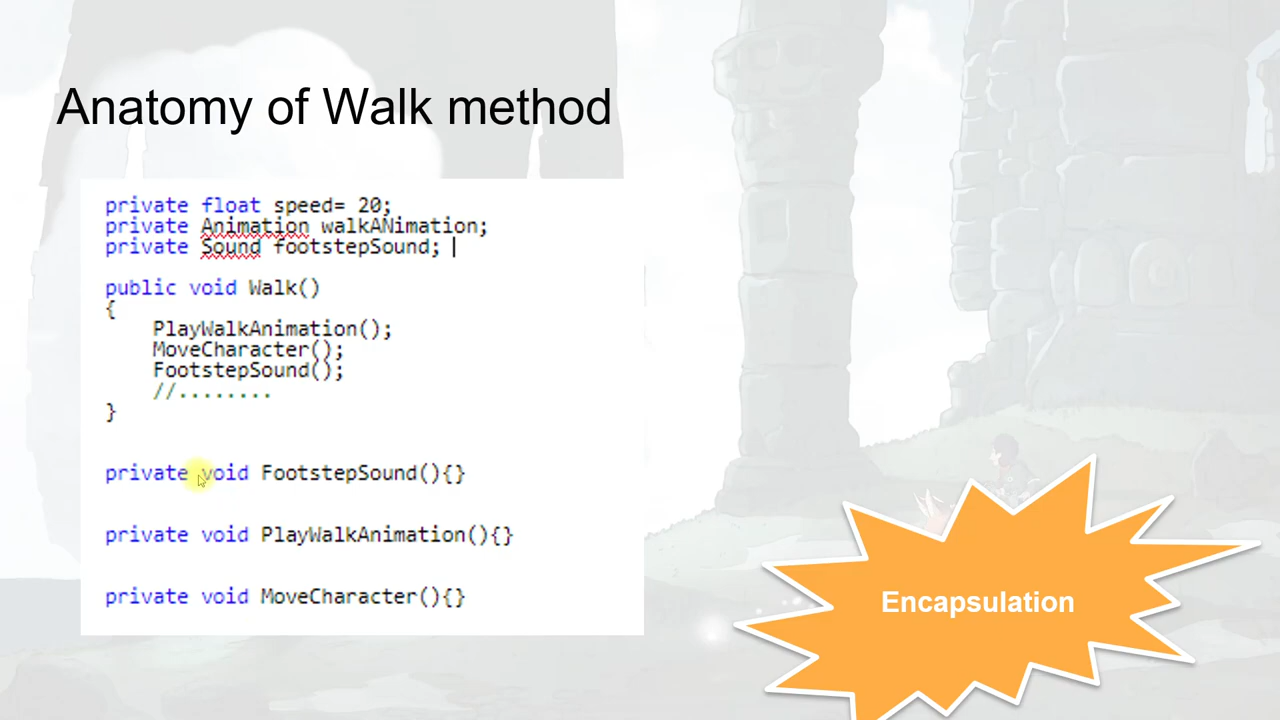 Anatomy of Walk method
private float speed= 20;
private Animation walkANimation;
private Sound footstepSound;
public void Walk()
{
PlayWalkAnimation();
MoveCharacter();
FootstepSound();
//........
}
private void FootstepSound(){}
private void PlayWalkAnimation(){}
private void MoveCharacter(){}
Encapsulation